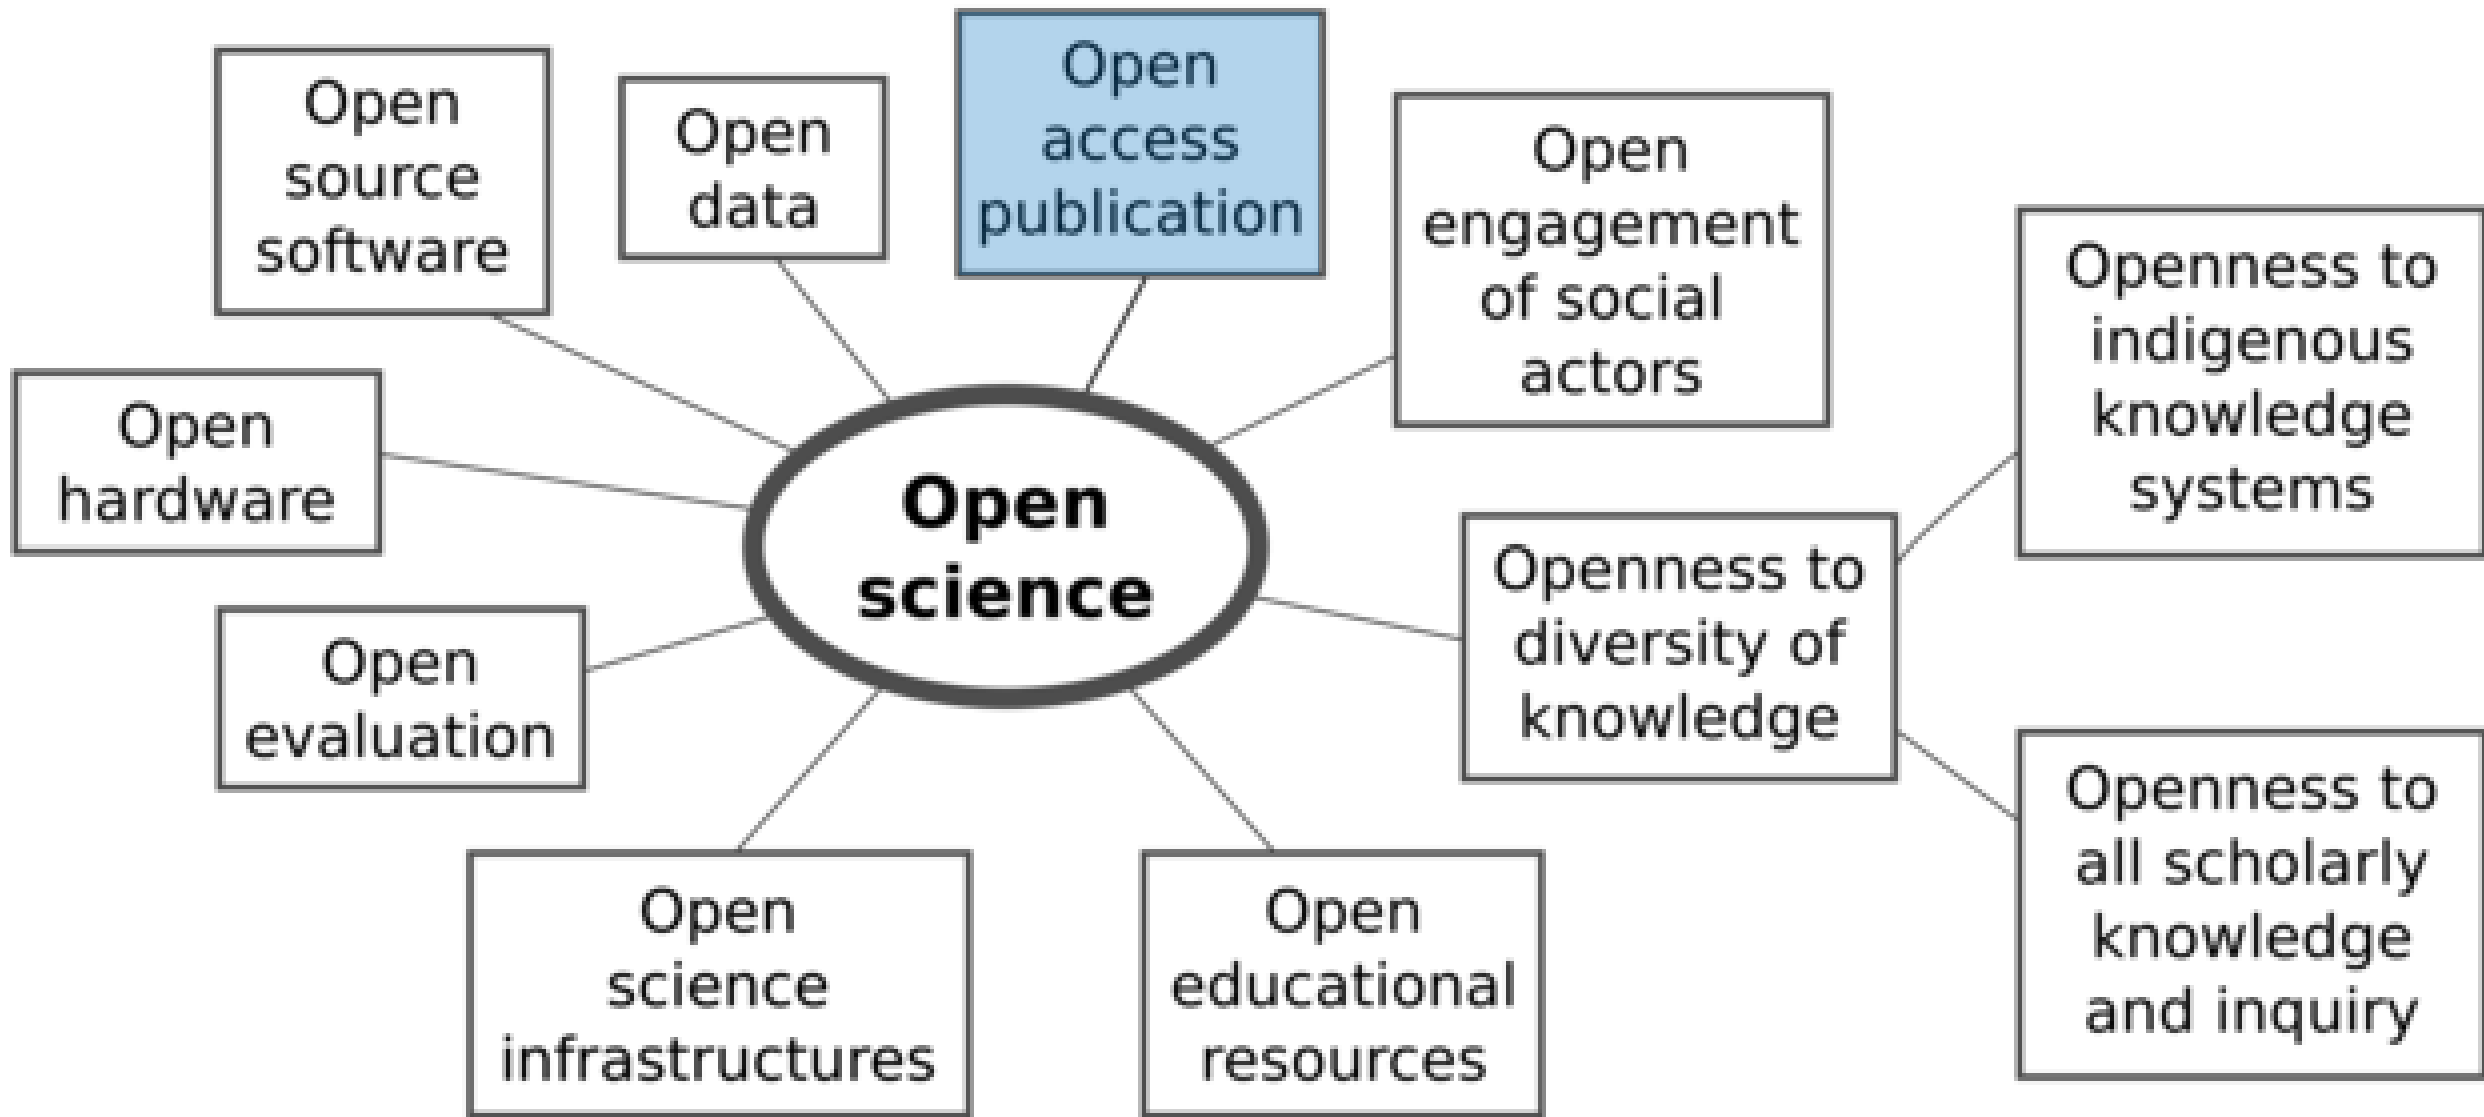 Open
source
software
Open
data
Open
access
publication
Open
engagement
of social
actors
Openness to
indigenous
knowledge
systems
Open
hardware
Open
science
Openness to
diversity of
knowledge
Open
evaluation
Openness to
all scholarly
knowledge
and inquiry
Open
science
infrastructures
Open
educational
resources